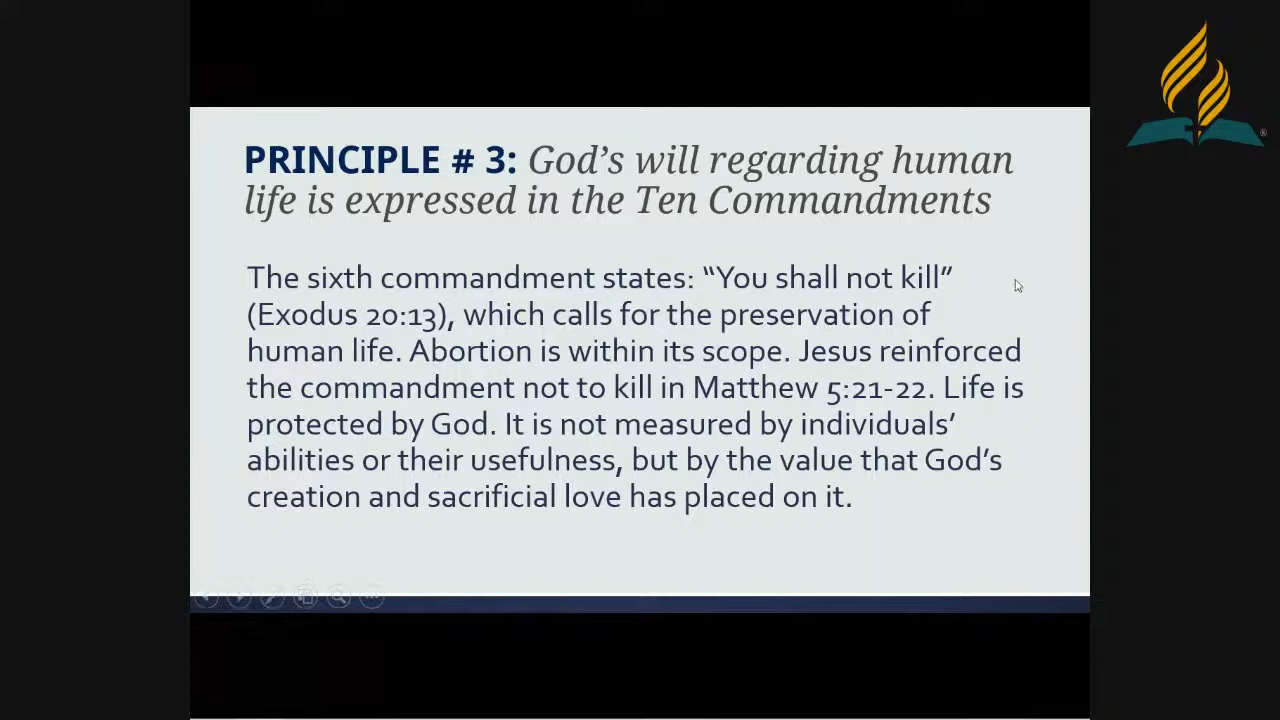 PRINCIPLE # 3: God’s will regarding human
life is expressed in the Ten Commandments
The sixth commandment states: “You shall not kill”
(Exodus 20:13), which calls for the preservation of
human life. Abortion is within its scope. Jesus reinforced
the commandment not to kill in Matthew 5:21-22. Life is
protected by God. It is not measured by individuals’
abilities or their usefulness, but by the value that God’s
creation and sacrificial love has placed on it.
®